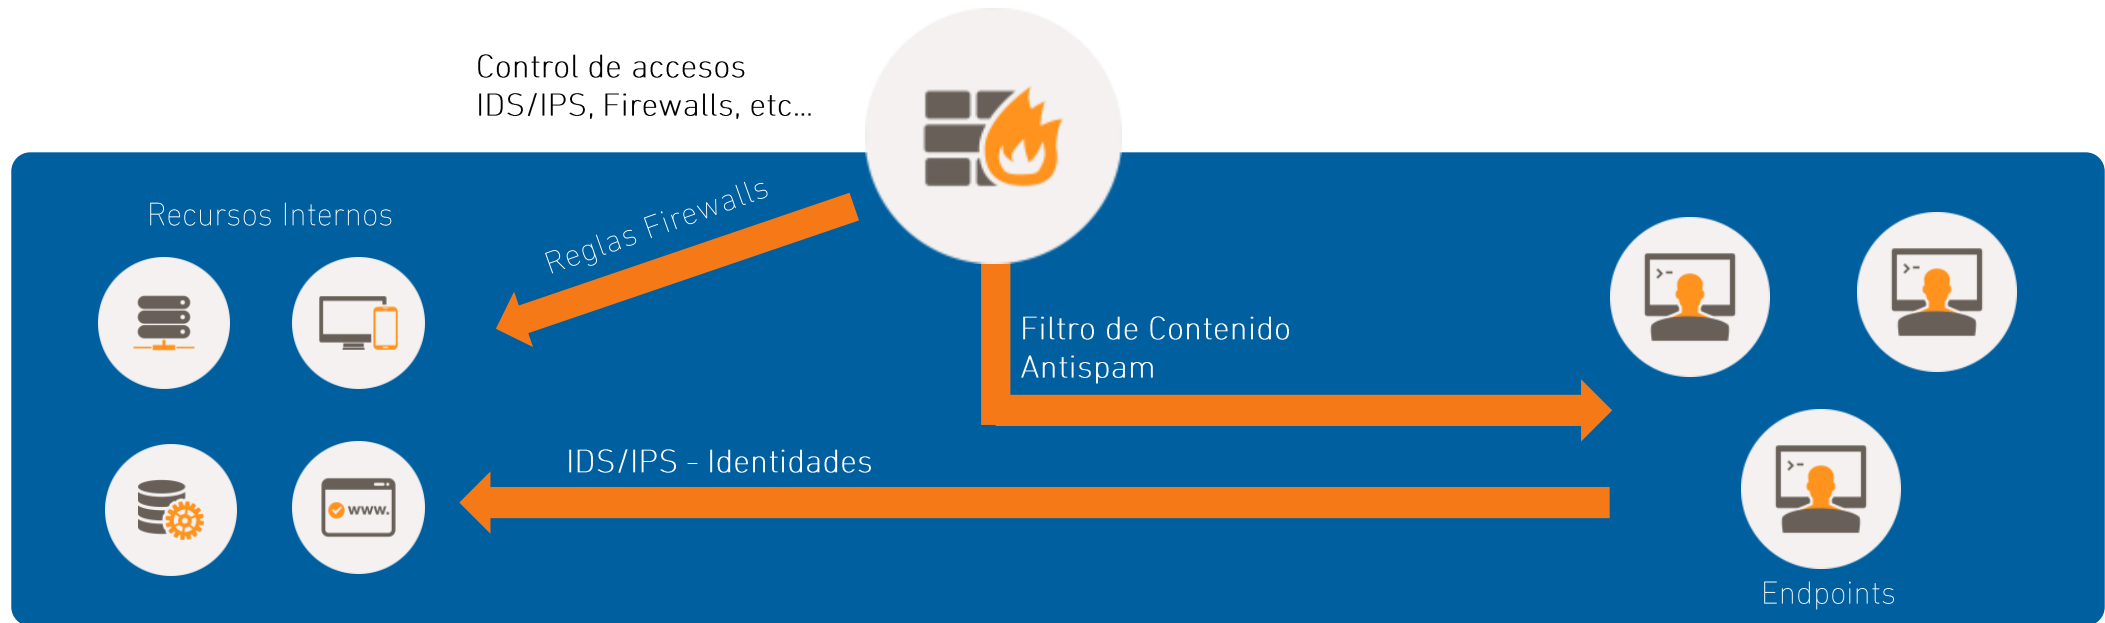 Control de accesos
IDS/IPS, Firewalls, etc...
Recursos Internos
Reglas Firewalls
Filtro de Contenido
Antispam
IDS/IPS - Identidades
www.
>-
>-
>-
Endpoints